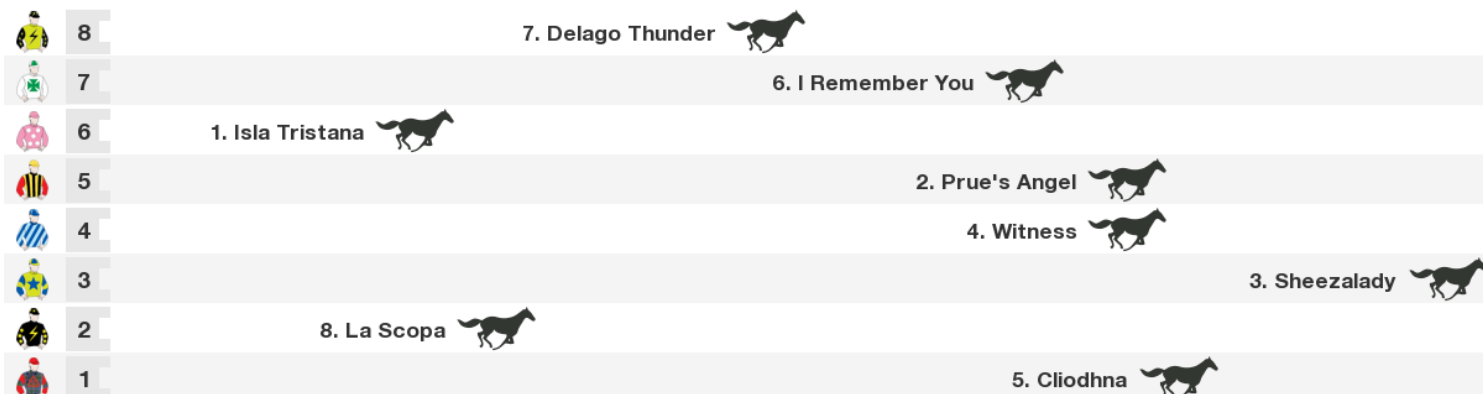 8 7. Delago Thunder
7 6. I Remember You
6 1. Isla Tristana
5 2. Prue's Angel
4 4. Witness
3 3. Sheezalady
2 8. La Scopa
1 5. Cliodhna